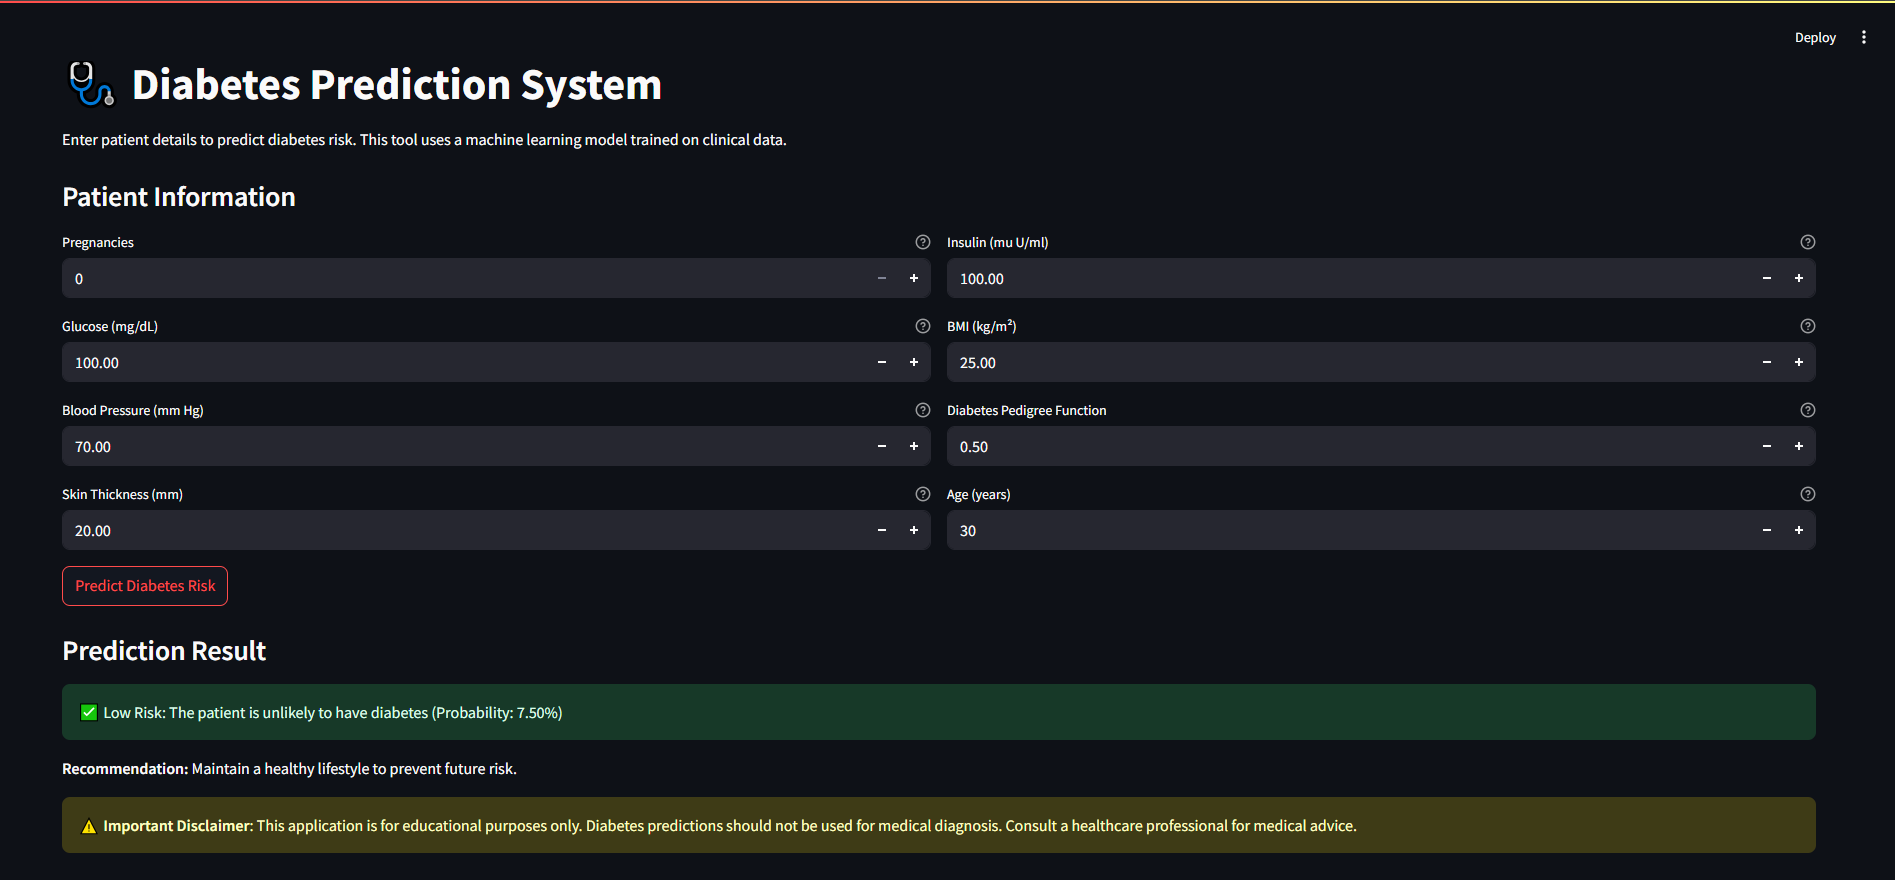 Deploy
Diabetes Prediction System
Enter patient details to predict diabetes risk. This tool uses a machine learning model trained on clinical data.
Patient Information
Pregnancies
0
Glucose (mg/dL)
100.00
Blood Pressure (mm Hg)
70.00
Skin Thickness (mm)
20.00
Insulin (mu U/ml)
100.00
BMI (kg/m²)
25.00
Diabetes Pedigree Function
0.50
Age (years)
30
Predict Diabetes Risk
Prediction Result
✅ Low Risk: The patient is unlikely to have diabetes (Probability: 7.50%)
Recommendation: Maintain a healthy lifestyle to prevent future risk.
⚠️ Important Disclaimer: This application is for educational purposes only. Diabetes predictions should not be used for medical diagnosis. Consult a healthcare professional for medical advice.